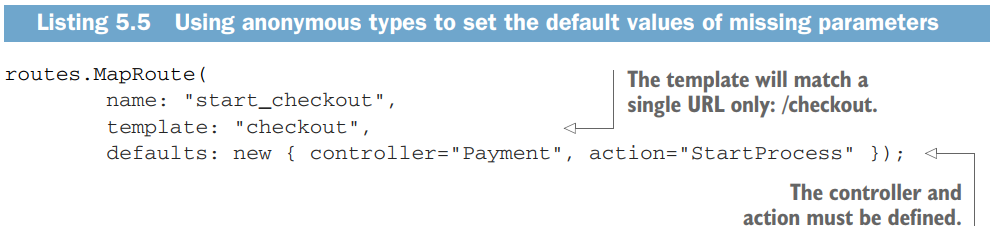 Listing 5.5 Using anonymous types to set the default values of missing parameters
routes.MapRoute(
name: "start_checkout",
template: "checkout",
defaults: new { controller="Payment", action="StartProcess" });
The template will match a
single URL only: /checkout.
The controller and
action must be defined.